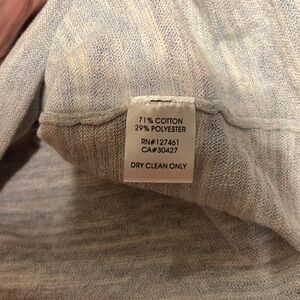 71% COTTON
29% POLYESTER
RN#127461
CA#30427
DRY CLEAN ONLY